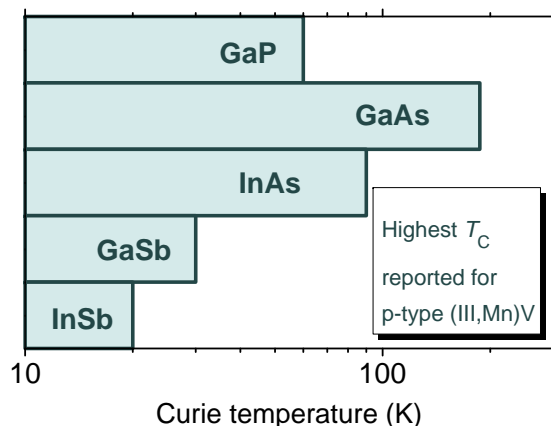 GaP
GaAs
InAs
GaSb
InSb
Highest T_C
reported for
p-type (III,Mn)V
10
100
Curie temperature (K)